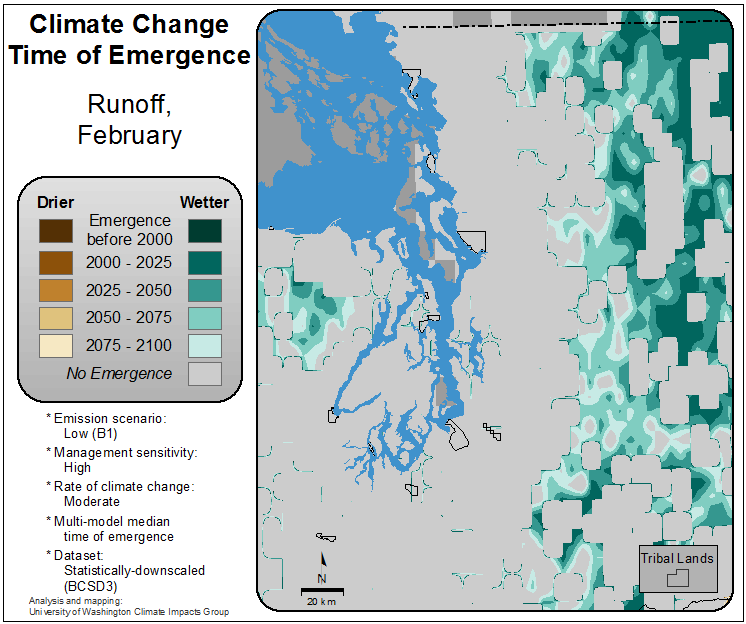 Climate Change
Time of Emergence
Runoff,
February
Drier Wetter
Emergence
before 2000
2000 - 2025
2025 - 2050
2050 - 2075
2075 - 2100
No Emergence
* Emission scenario:
Low (B1)
* Management sensitivity:
High
* Rate of climate change:
Moderate
* Multi-model median
time of emergence
* Dataset:
Statistically-downscaled
(BCSD3)
Analysis and mapping:
University of Washington Climate Impacts Group
N
20 km
Tribal Lands